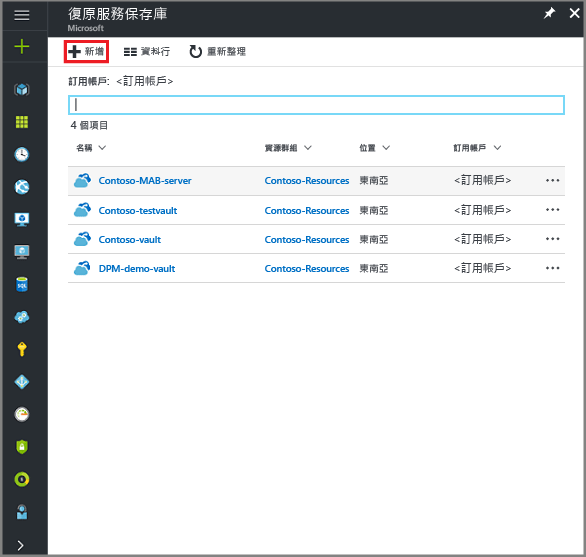 復原服務保存庫
Microsoft
新增 資料行 重新整理
訂用帳戶: <訂用帳戶>
4 個項目
名稱 資源群組 位置 訂用帳戶
Contoso-MAB-server Contoso-Resources 東南亞 <訂用帳戶>
Contoso-testvault Contoso-Resources 東南亞 <訂用帳戶>
Contoso-vault Contoso-Resources 東南亞 <訂用帳戶>
DPM-demo-vault Contoso-Resources 東南亞 <訂用帳戶>
SQL